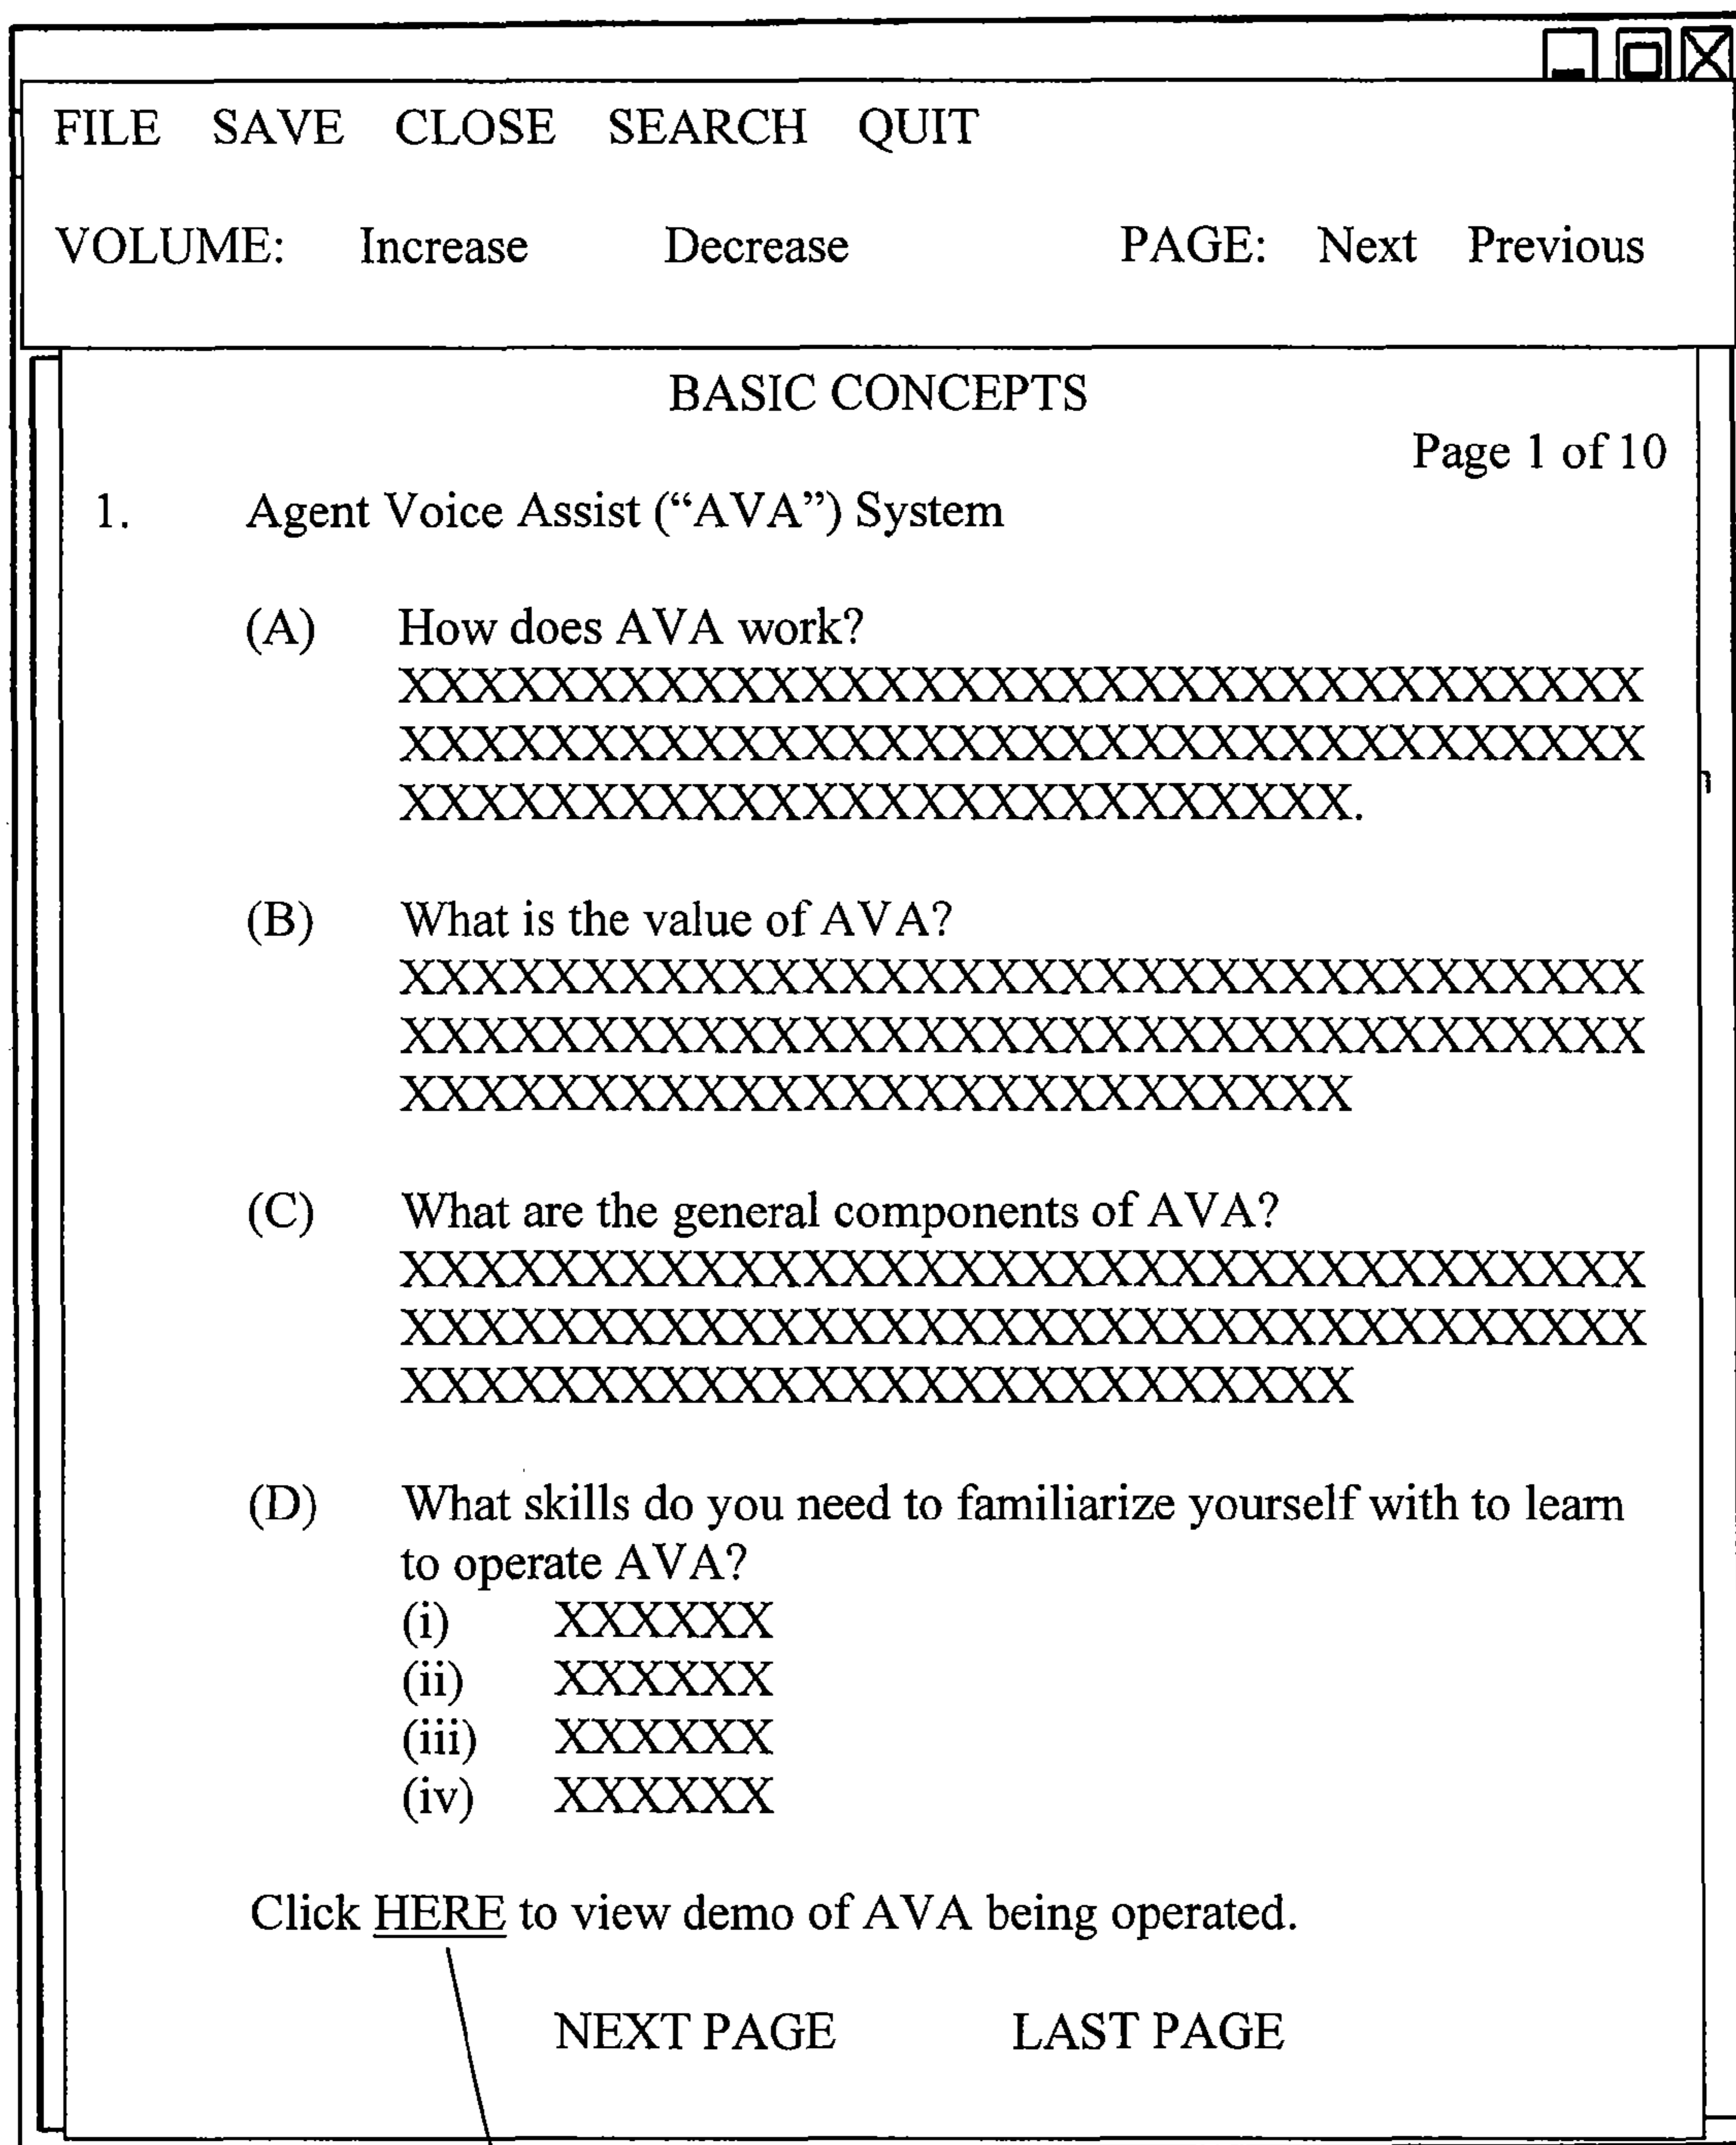 FILE SAVE CLOSE SEARCH QUIT
VOLUME: Increase Decrease PAGE: Next Previous
BASIC CONCEPTS
Page 1 of 10
1. Agent Voice Assist (“AVA”) System
(A) How does AVA work?
XXXXXXXXXXXXXXXXXXXXXXXXXXXXXXXXXX
XXXXXXXXXXXXXXXXXXXXXXXXXXXXXXXXXX
XXXXXXXXXXXXXXXXXXXXXXXXXX.
(B) What is the value of AVA?
XXXXXXXXXXXXXXXXXXXXXXXXXXXXXXXXXX
XXXXXXXXXXXXXXXXXXXXXXXXXXXXXXXXXX
XXXXXXXXXXXXXXXXXXXXXXXXXX
(C) What are the general components of AVA?
XXXXXXXXXXXXXXXXXXXXXXXXXXXXXXXXXX
XXXXXXXXXXXXXXXXXXXXXXXXXXXXXXXXXX
XXXXXXXXXXXXXXXXXXXXXXXXXX
(D) What skills do you need to familiarize yourself with to learn
to operate AVA?
(i) XXXXXX
(ii) XXXXXX
(iii) XXXXXX
(iv) XXXXXX
Click HERE to view demo of AVA being operated.
NEXT PAGE LAST PAGE